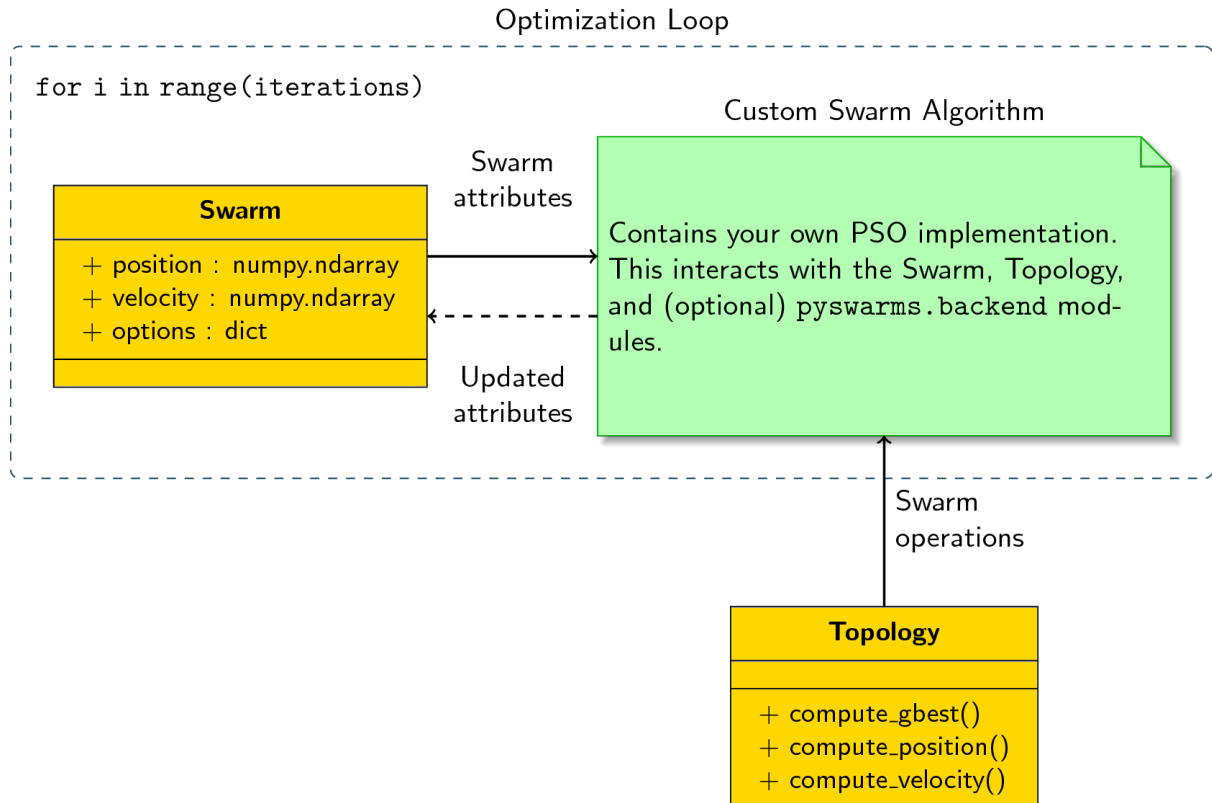 Optimization Loop
for i in range(iterations)
Custom Swarm Algorithm
Swarm
attributes
Swarm
+ position : numpy.ndarray
+ velocity : numpy.ndarray
+ options : dict
Contains your own PSO implementation.
This interacts with the Swarm, Topology,
and (optional) pyswarms.backend mod-
ules.
Updated
attributes
Swarm
operations
Topology
+ compute_gbest()
+ compute_position()
+ compute_velocity()